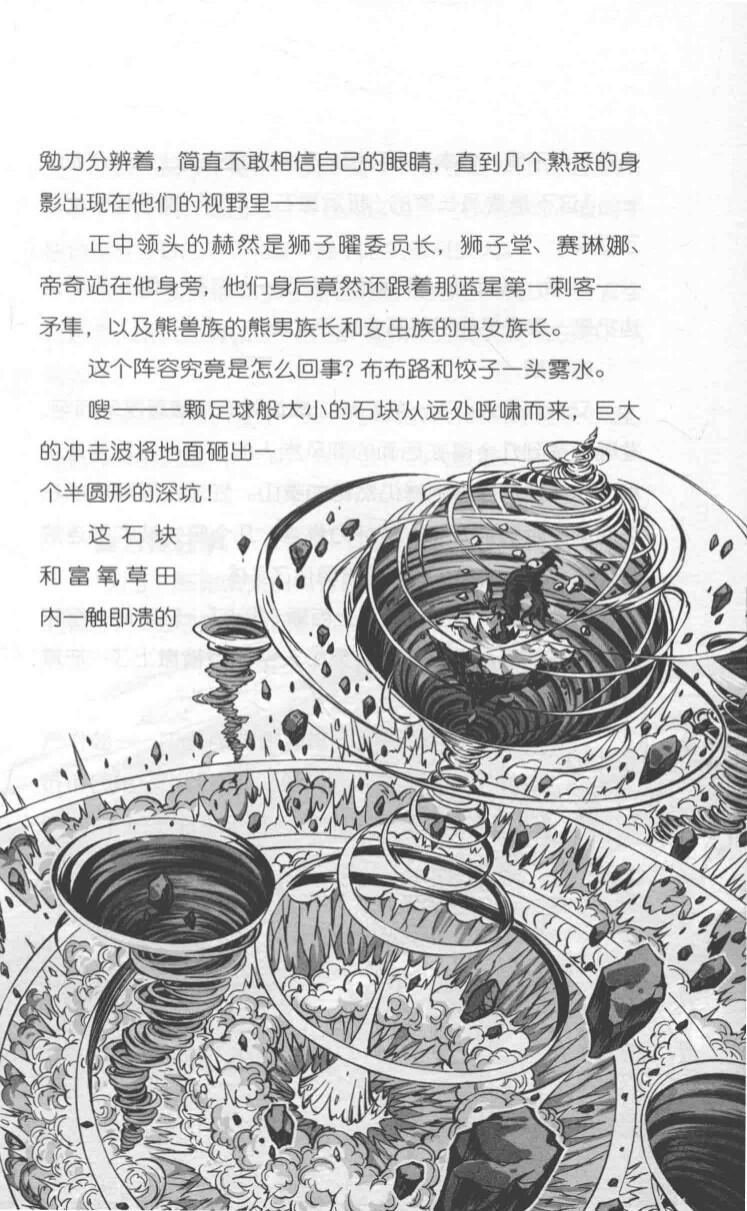 勉力分辨着，简直不敢相信自己的眼睛，直到几个熟悉的身
影出现在他们的视野里——
正中领头的赫然是狮子曜委员长，狮子堂、赛琳娜、
帝奇站在他身旁，他们身后竟然还跟着那蓝星第一刺客——
矛隼，以及熊兽族的熊男族长和女虫族的虫女族长。
这个阵容究竟是怎么回事？布布路和饺子一头雾水。
嗖——一颗足球般大小的石块从远处呼啸而来，巨大
的冲击波将地面砸出一
个半圆形的深坑！
这石块
和富氧草田
内一触即溃的